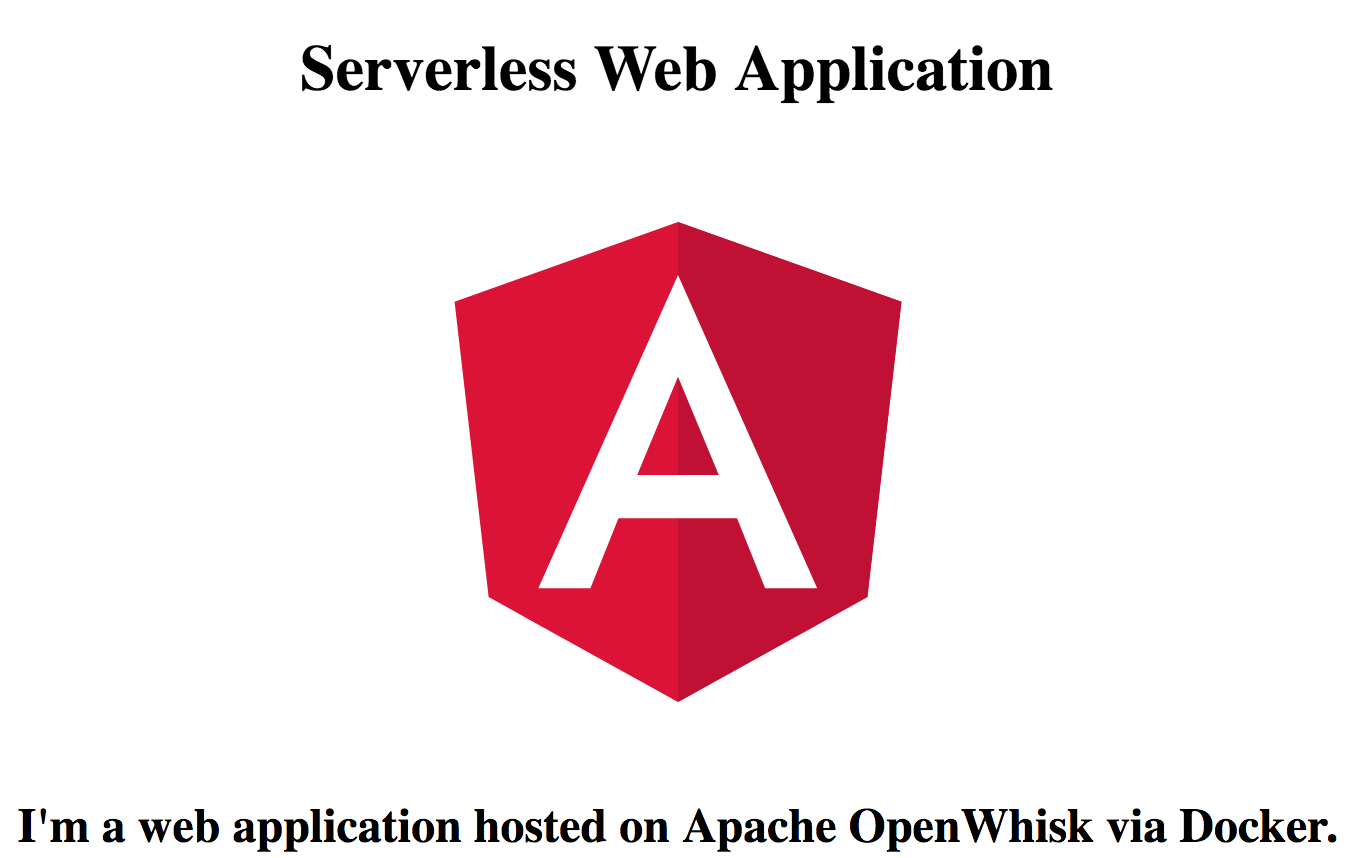 Serverless Web Application
A
I'm a web application hosted on Apache OpenWhisk via Docker.